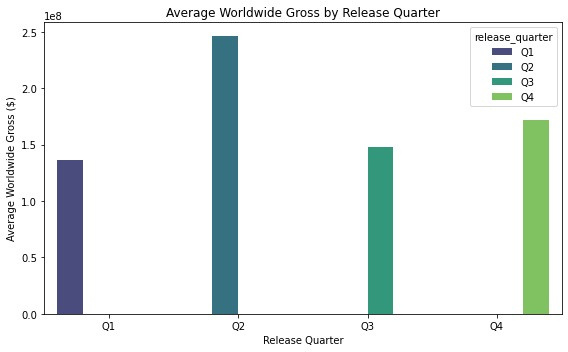 Average Worldwide Gross by Release Quarter
1e8
2.5
2.0
1.5
1.0
0.5
0.0
Average Worldwide Gross ($)
release_quarter
Q1
Q2
Q3
Q4
Q1 Q2 Q3 Q4
Release Quarter